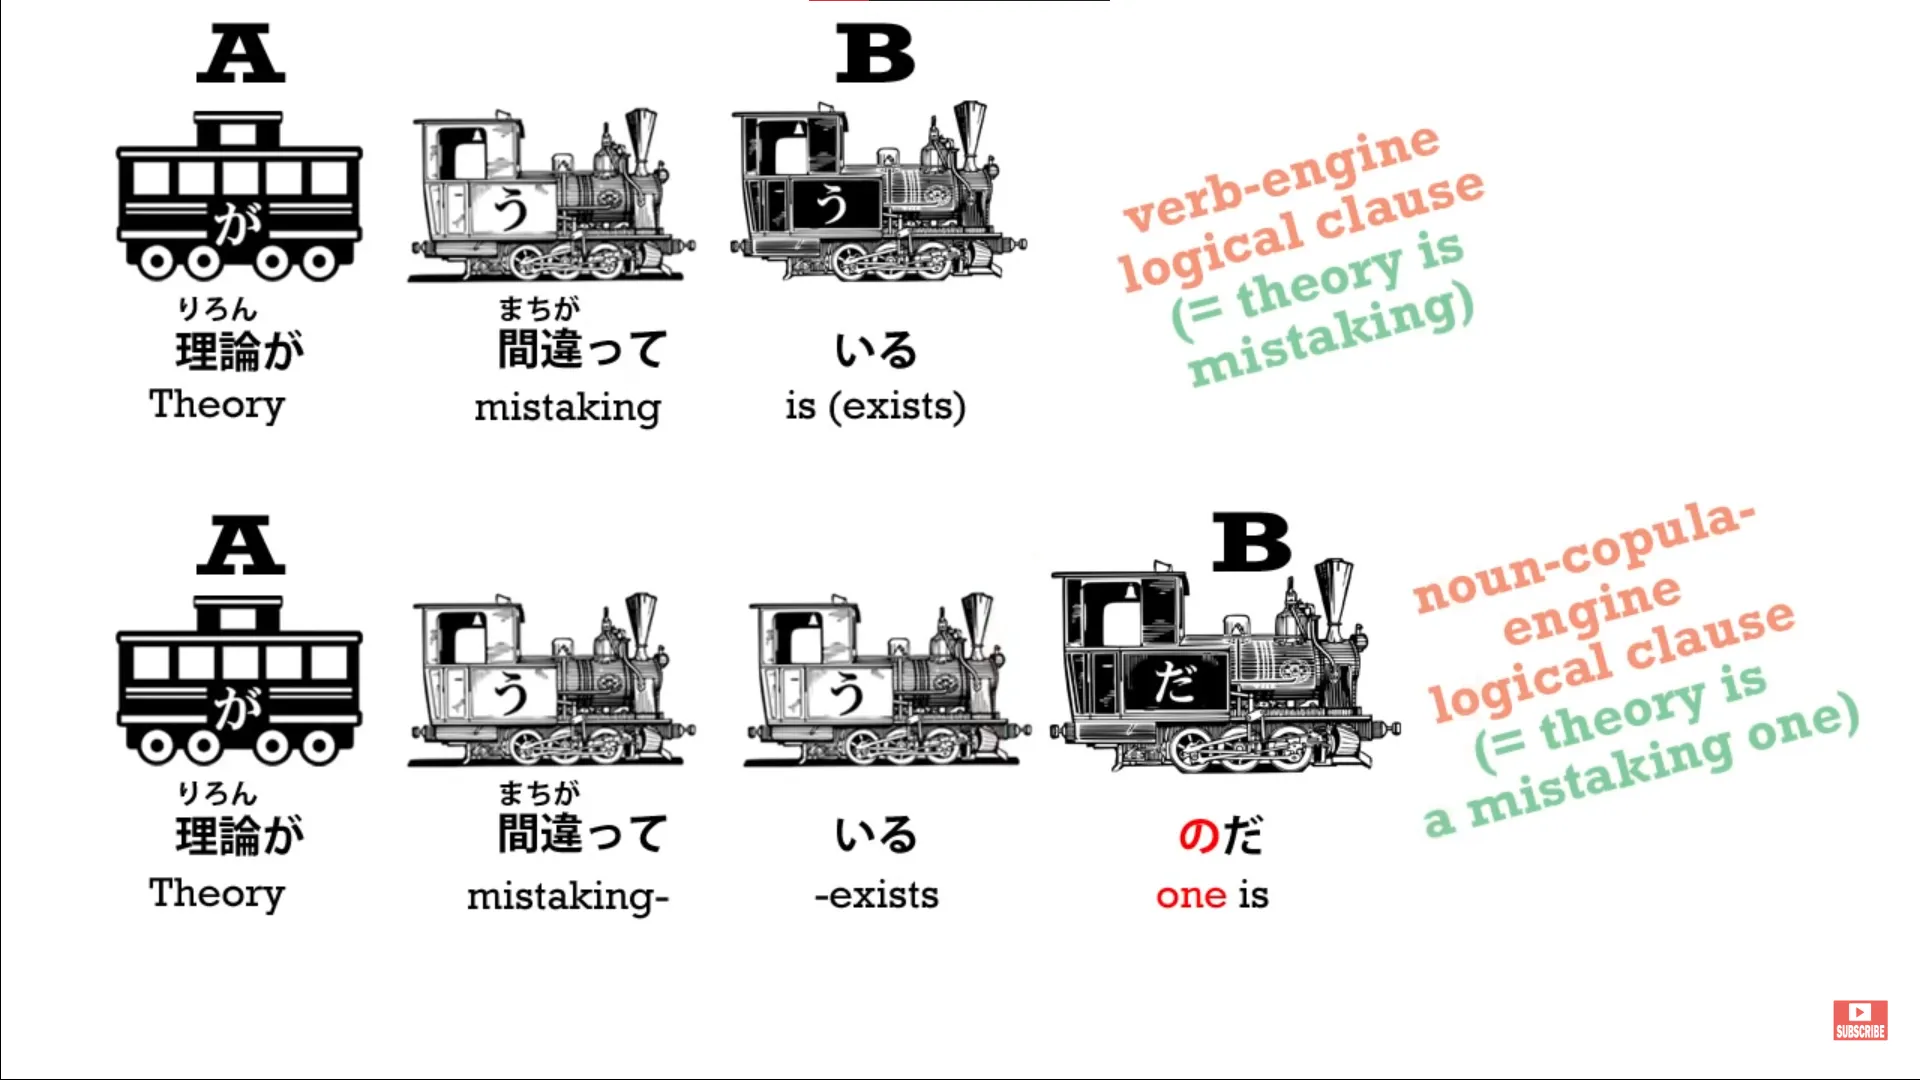 A
B
が
う
う
りろん
まちが
理論が
間違って
いる
Theory
mistaking
is (exists)
verb-engine
logical clause
(= theory is
mistaking)
A
B
が
う
う
だ
りろん
まちが
理論が
間違って
いる
のだ
Theory
mistaking-
-exists
one is
noun-copula-
engine
logical clause
(= theory is
a mistaking one)
SUBSCRIBE